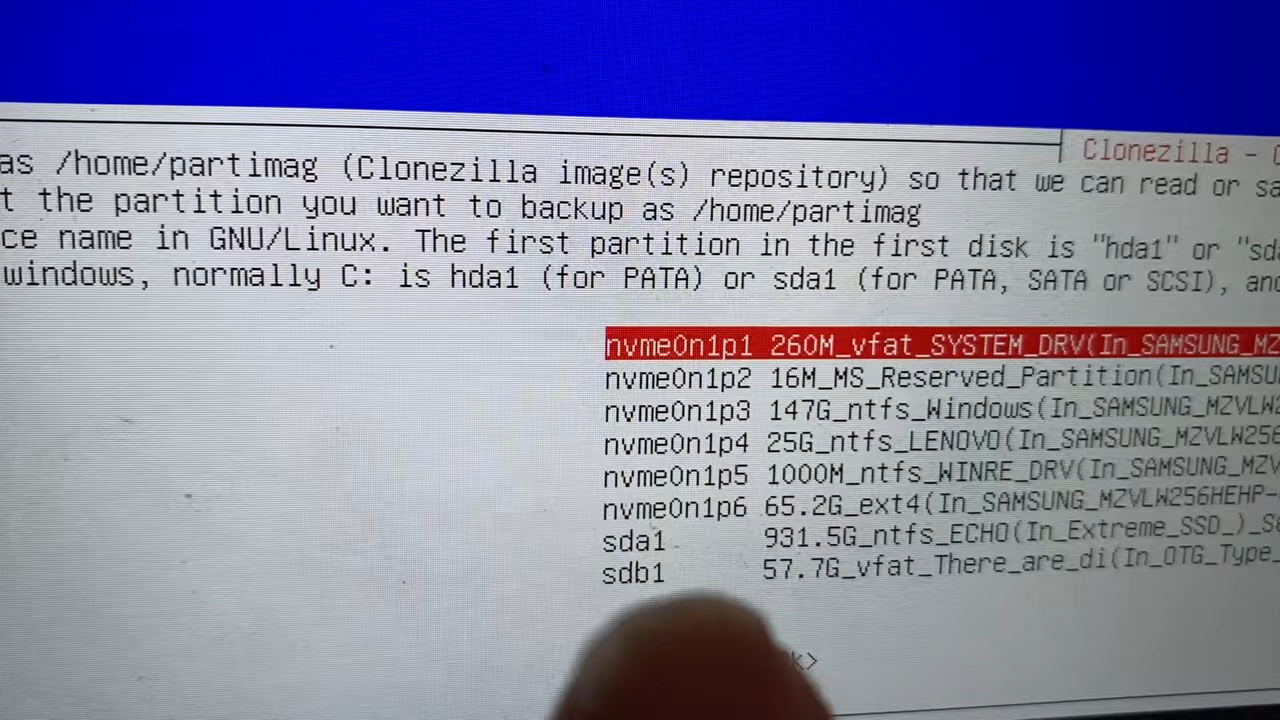 Clonezilla -
as /home/partimag (Clonezilla image(s) repository) so that we can read or sa
t the partition you want to backup as /home/partimag
ce name in GNU/Linux. The first partition in the first disk is "hda1" or "sda
windows, normally C: is hda1 (for PATA) or sda1 (for PATA, SATA or SCSI), and
nvme0n1p1 260M_vfat_SYSTEM_DRV(In_SAMSUNG_MZ
nvme0n1p2 16M_MS_Reserved_Partition(In_SAMSU
nvme0n1p3 147G_ntfs_Windows(In_SAMSUNG_MZVLW2
nvme0n1p4 25G_ntfs_LENOVO(In_SAMSUNG_MZVLW256
nvme0n1p5 1000M_ntfs_WINRE_DRV(In_SAMSUNG_MZV
nvme0n1p6 65.2G_ext4(In_SAMSUNG_MZVLW256HEHP-
sda1 931.5G_ntfs_ECHO(In_Extreme_SSD_)_S
sdb1 57.7G_vfat_There_are_di(In_OTG_Type_
k>